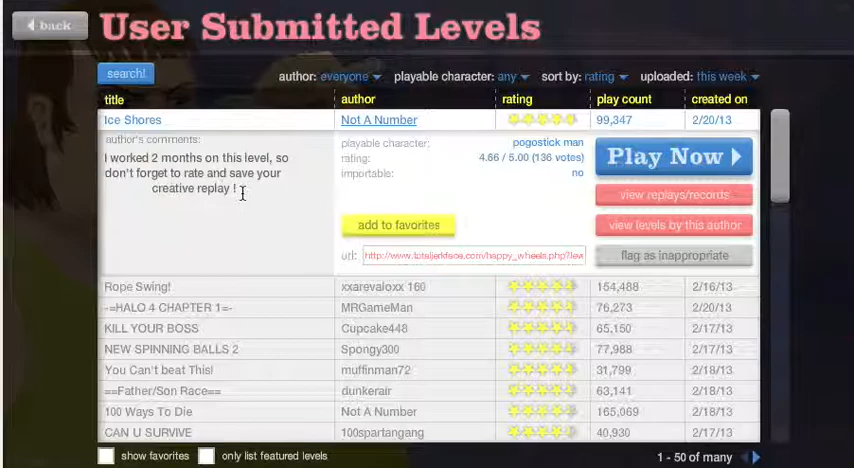 back
User Submitted Levels
search!
author: everyone playable character: any sort by: rating uploaded: this week
title author rating play count created on
Ice Shores Not A Number 99,347 2/20/13
author's comments:
I worked 2 months on this level, so
don't forget to rate and save your
creative replay !
playable character: pogostick man
rating: 4.66 / 5.00 (136 votes)
importable: no
add to favorites
url:
Play Now
view replays/records
view levels by this author
flag as inappropriate
Rope Swing! xxarevaloxx 160 154,488 2/16/13
-=HALO 4 CHAPTER 1=- MRGameMan 76,273 2/20/13
KILL YOUR BOSS Cupcake448 65,150 2/17/13
NEW SPINNING BALLS 2 Spongy300 77,988 2/17/13
You Can't beat This! muffinman72 31,799 2/18/13
==Father/Son Race== dunkerair 63,141 2/18/13
100 Ways To Die Not A Number 165,069 2/18/13
CAN U SURVIVE 100spartangang 40,930 2/17/13
show favorites only list featured levels 1 - 50 of many